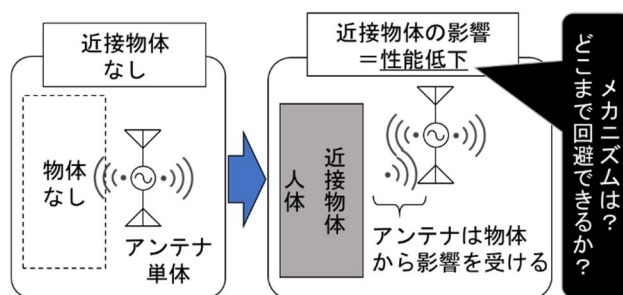 近接物体
なし
物体
なし
アンテナ
単体
近接物体の影響
＝性能低下
人体
近接物体
アンテナは物体
から影響を受ける
メカニズムは？
どこまで回避できるか？